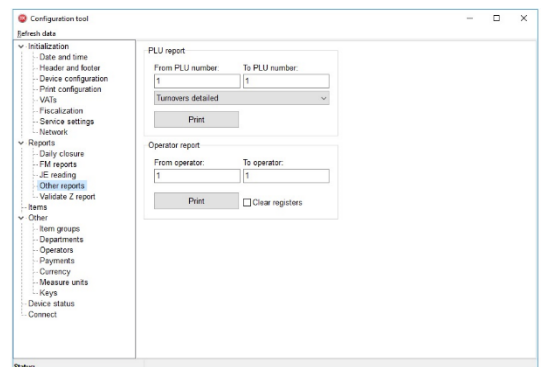 Configuration tool
Refresh data
Initialization
Date and time
Header and footer
Device configuration
Print configuration
VATs
Fiscalization
Service settings
Network
Reports
Daily closure
FM reports
JE reading
Other reports
Validate Z report
Items
Other
Item groups
Departments
Operators
Payments
Currency
Measure units
Keys
Device status
Connect
PLU report
From PLU number: To PLU number:
1 1
Turnovers detailed
Print
Operator report
From operator: To operator:
1 1
Print Clear registers
Status